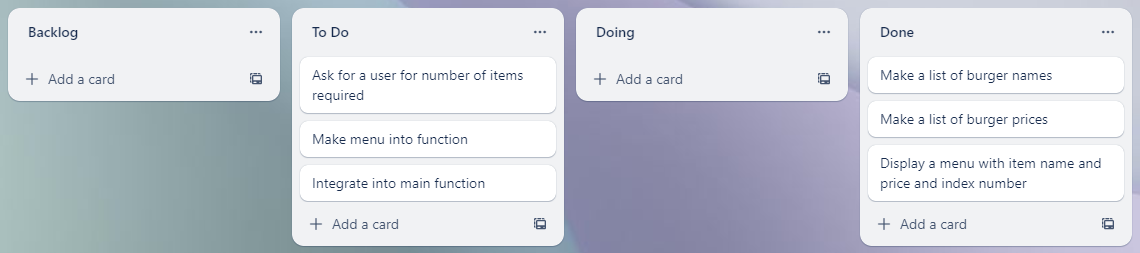 Backlog
Add a card
To Do
Ask for a user for number of items
required
Make menu into function
Integrate into main function
Add a card
Doing
Add a card
Done
Make a list of burger names
Make a list of burger prices
Display a menu with item name and
price and index number
Add a card